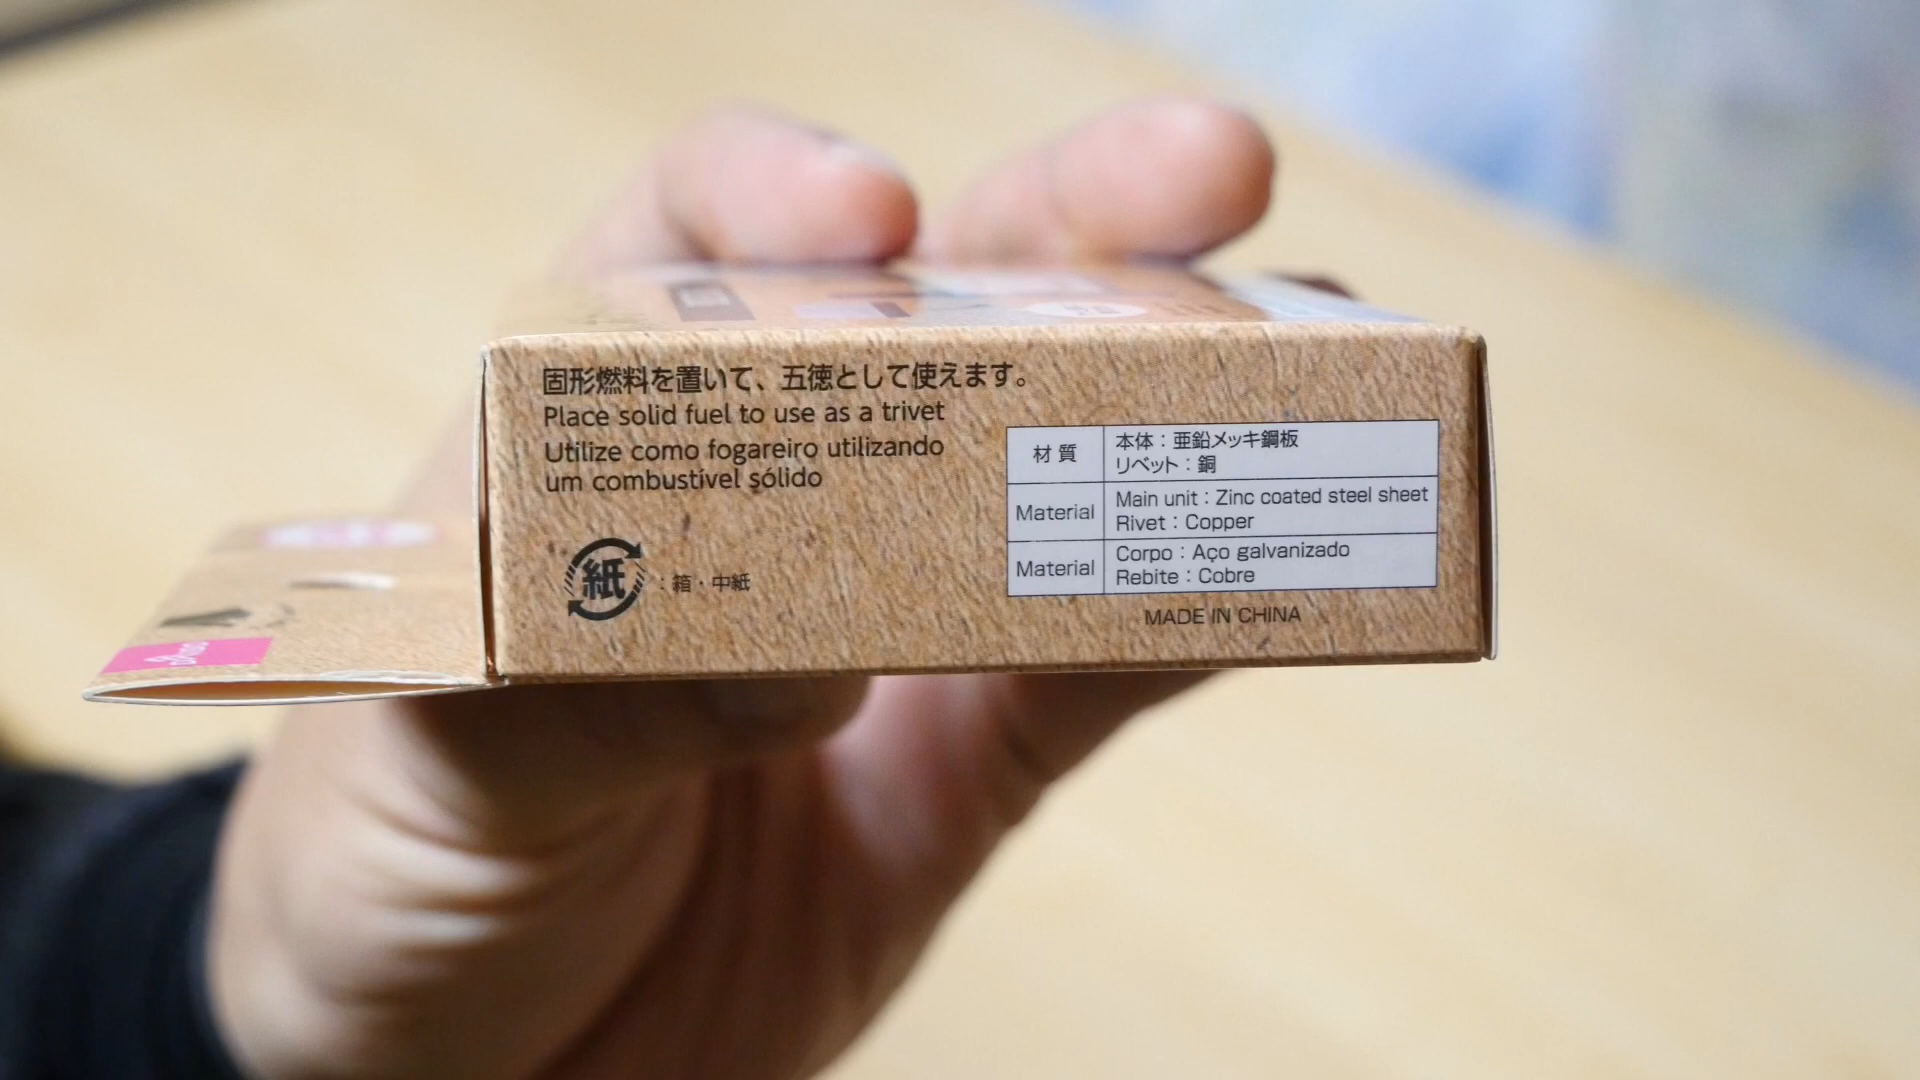 固形燃料を置いて、五徳として使えます。
Place solid fuel to use as a trivet
Utilize como fogareiro utilizando
um combustível sólido
材質
本体：亜鉛メッキ鋼板
リベット：銅
Material
Main unit : Zinc coated steel sheet
Rivet : Copper
Material
Corpo : Aço galvanizado
Rebite : Cobre
紙：箱・中紙
MADE IN CHINA